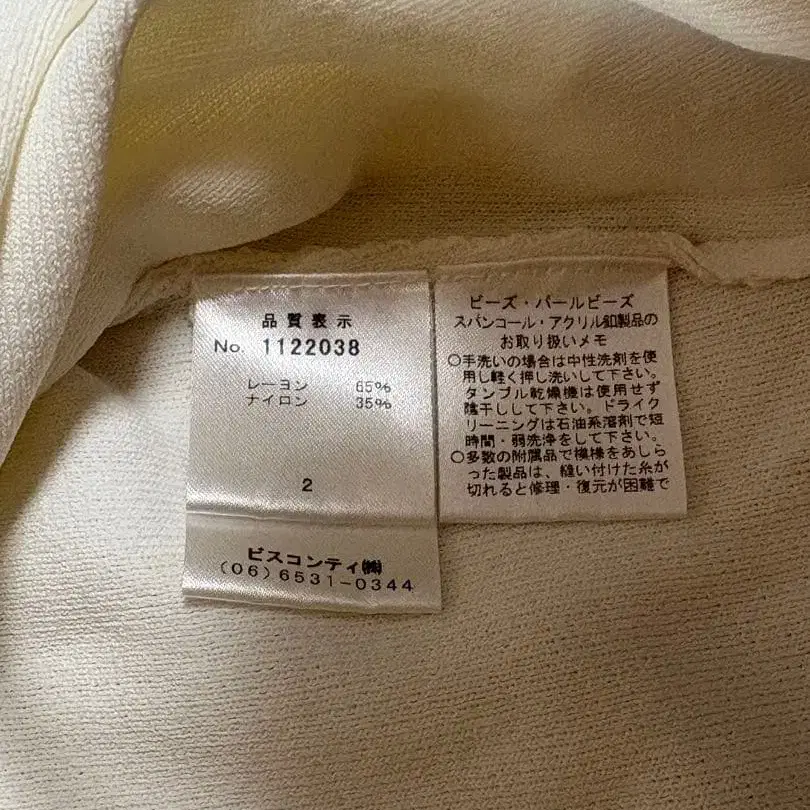 品質表示
No. 1122038
レーヨン 65%
ナイロン 35%
2
ビスコンティ㈱
(06)6531-0344
ビーズ・パールビーズ
スパンコール・アクリル釦製品の
お取り扱いメモ
○手洗いの場合は中性洗剤を使
用し軽く押し洗いして下さい。
タンブル乾燥機は使用せず
陰干しして下さい。ドライク
リーニングは石油系溶剤で短
時間・弱洗浄をして下さい。
○多数の附属品で模様をあしら
った製品は、縫い付けた糸が
切れると修理・復元が困難で